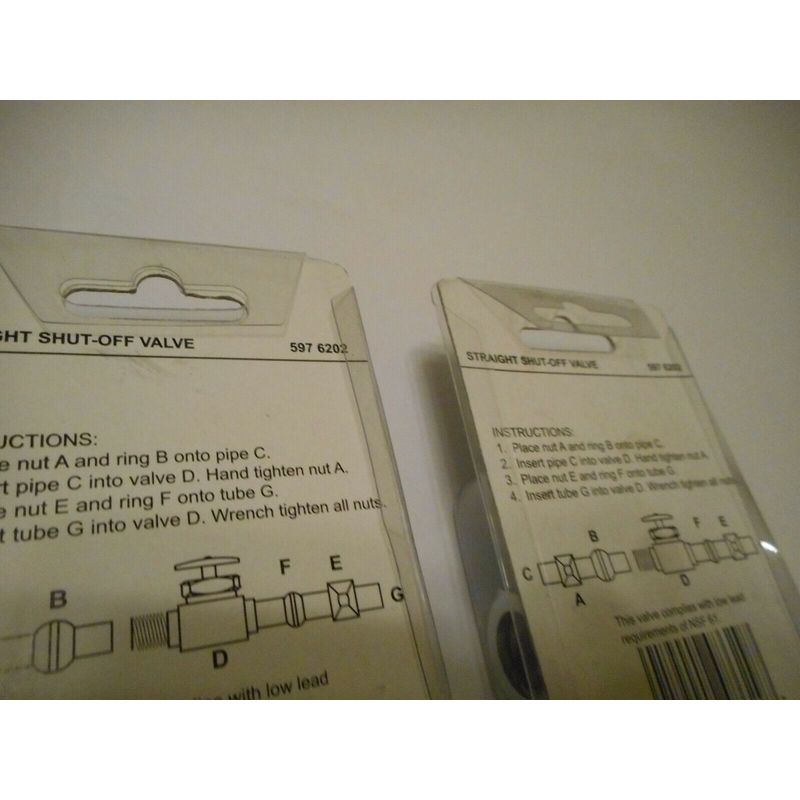 GHT SHUT-OFF VALVE 597 6202
UCTIONS:
e nut A and ring B onto pipe C.
rt pipe C into valve D. Hand tighten nut A.
e nut E and ring F onto tube G.
t tube G into valve D. Wrench tighten all nuts.
B
F
E
G
D
with low lead
STRAIGHT SHUT-OFF VALVE 597 6202
INSTRUCTIONS:
1. Place nut A and ring B onto pipe C.
2. Insert pipe C into valve D. Hand tighten nut A.
3. Place nut E and ring F onto tube G.
4. Insert tube G into valve D. Wrench tighten all nuts
B
F
E
C
A
D
This valve complies with low lead
requirements of NSF 61.